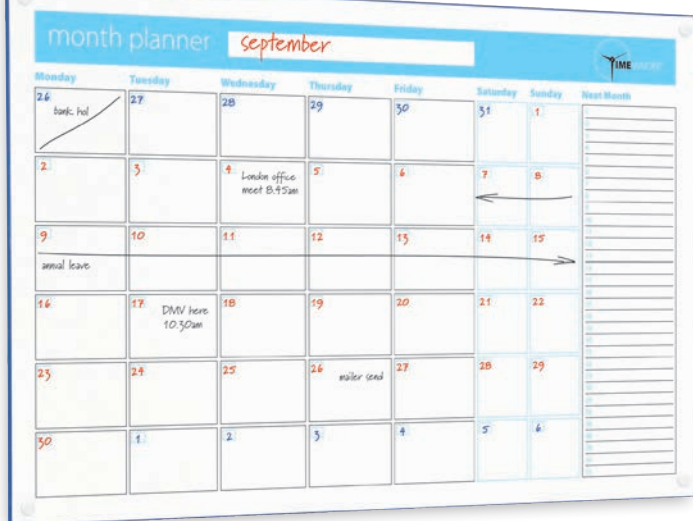 month planner
september
TIME
Monday Tuesday Wednesday Thursday Friday Saturday Sunday Next Month
26 27 28 29 30 31 1
bank. hol
2 3 4 5 6 7 8
London office
meet 8.45am
9 10 11 12 13 14 15
annual leave
16 17 18 19 20 21 22
DMV here
10:30am
23 24 25 26 27 28 29
mailer send
30 1 2 3 4 5 6